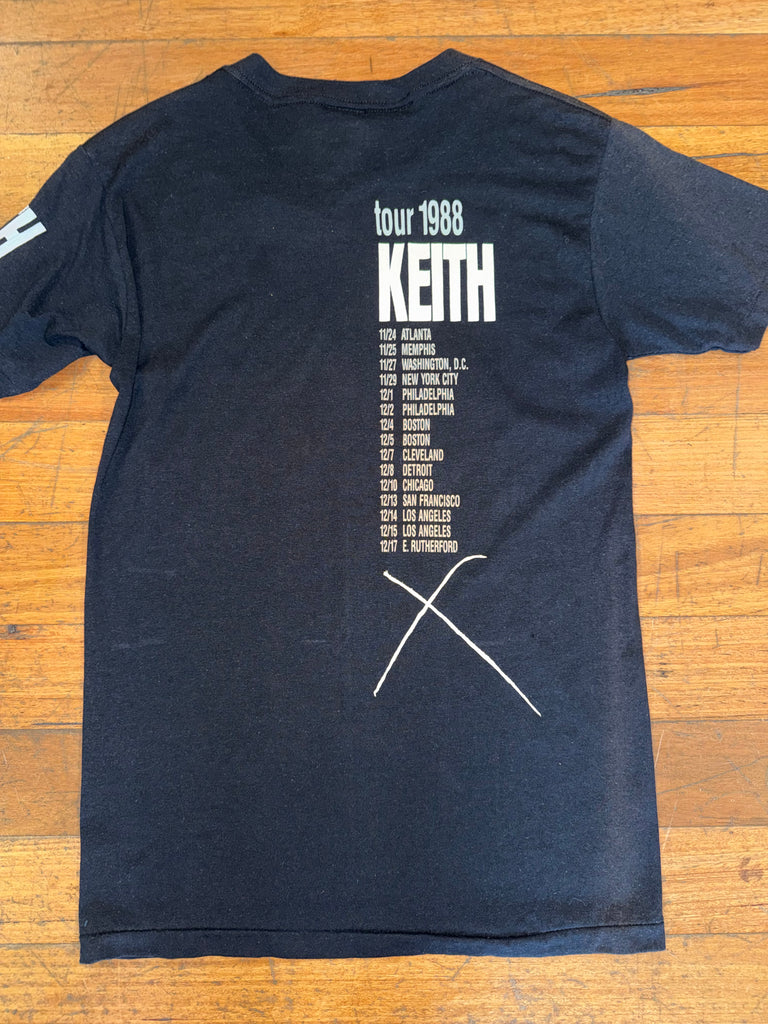 TH
tour 1988
KEITH
11/24 ATLANTA
11/25 MEMPHIS
11/27 WASHINGTON, D.C.
11/29 NEW YORK CITY
12/1 PHILADELPHIA
12/2 PHILADELPHIA
12/4 BOSTON
12/5 BOSTON
12/7 CLEVELAND
12/8 DETROIT
12/10 CHICAGO
12/13 SAN FRANCISCO
12/14 LOS ANGELES
12/15 LOS ANGELES
12/17 E. RUTHERFORD
X